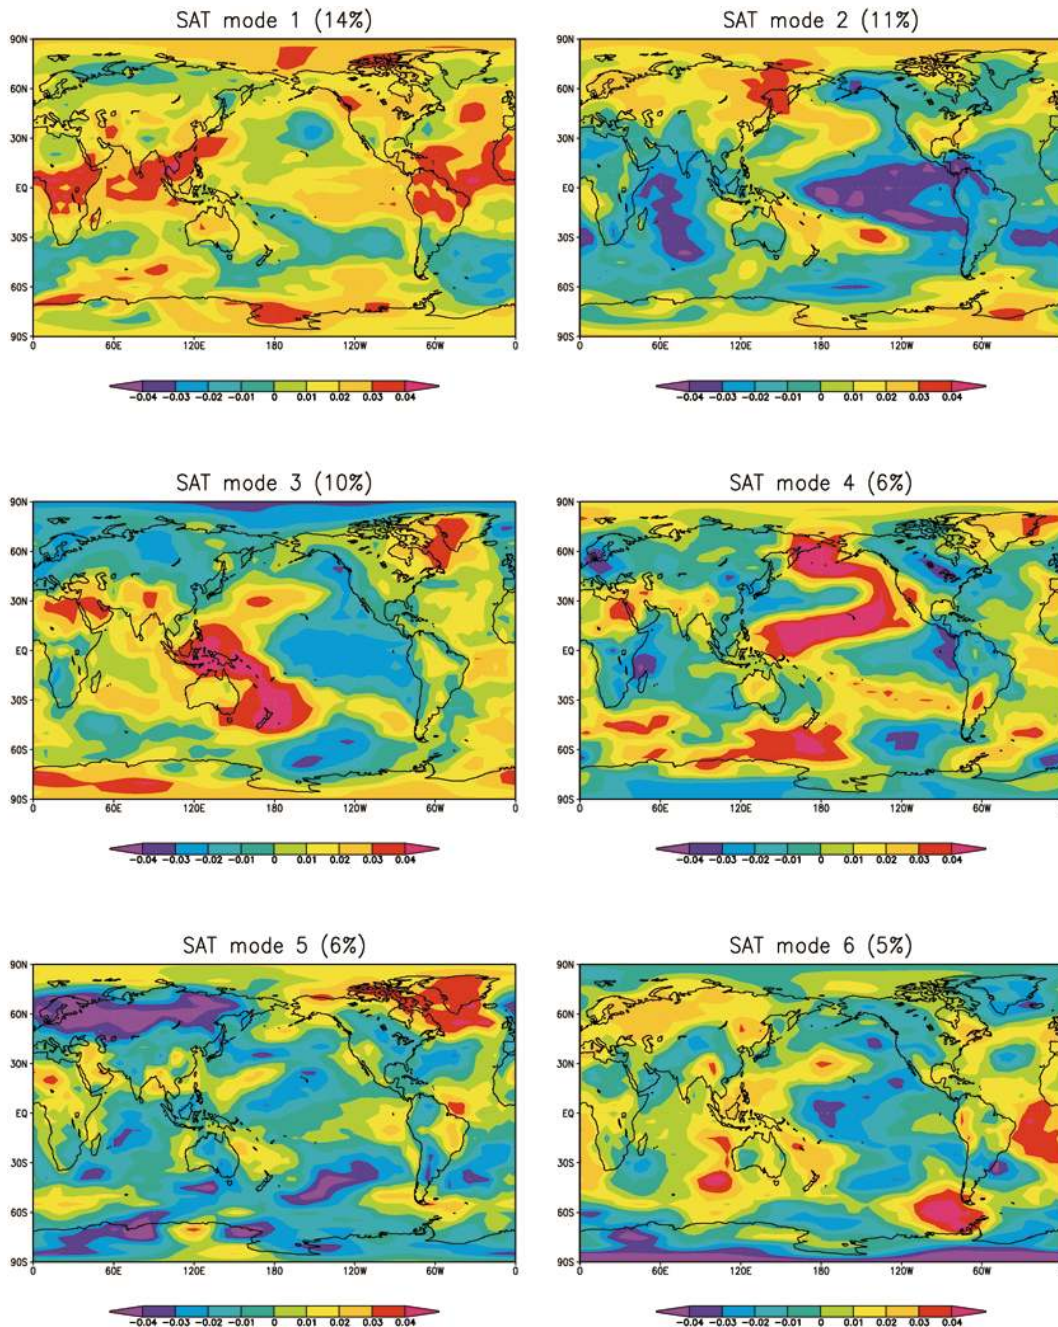 SAT mode 1 (14%)
90N
60N
30N
EQ
30S
60S
90S
0 60E 120E 180 120W 60W 0
-0.04 -0.03 -0.02 -0.01 0 0.01 0.02 0.03 0.04
SAT mode 2 (11%)
90N
60N
30N
EQ
30S
60S
90S
0 60E 120E 180 120W 60W
-0.04 -0.03 -0.02 -0.01 0 0.01 0.02 0.03 0.04
SAT mode 3 (10%)
90N
60N
30N
EQ
30S
60S
90S
0 60E 120E 180 120W 60W 0
-0.04 -0.03 -0.02 -0.01 0 0.01 0.02 0.03 0.04
SAT mode 4 (6%)
90N
60N
30N
EQ
30S
60S
90S
0 60E 120E 180 120W 60W
-0.04 -0.03 -0.02 -0.01 0 0.01 0.02 0.03 0.04
SAT mode 5 (6%)
90N
60N
30N
EQ
30S
60S
90S
0 60E 120E 180 120W 60W 0
-0.04 -0.03 -0.02 -0.01 0 0.01 0.02 0.03 0.04
SAT mode 6 (5%)
90N
60N
30N
EQ
30S
60S
90S
0 60E 120E 180 120W 60W
-0.04 -0.03 -0.02 -0.01 0 0.01 0.02 0.03 0.04